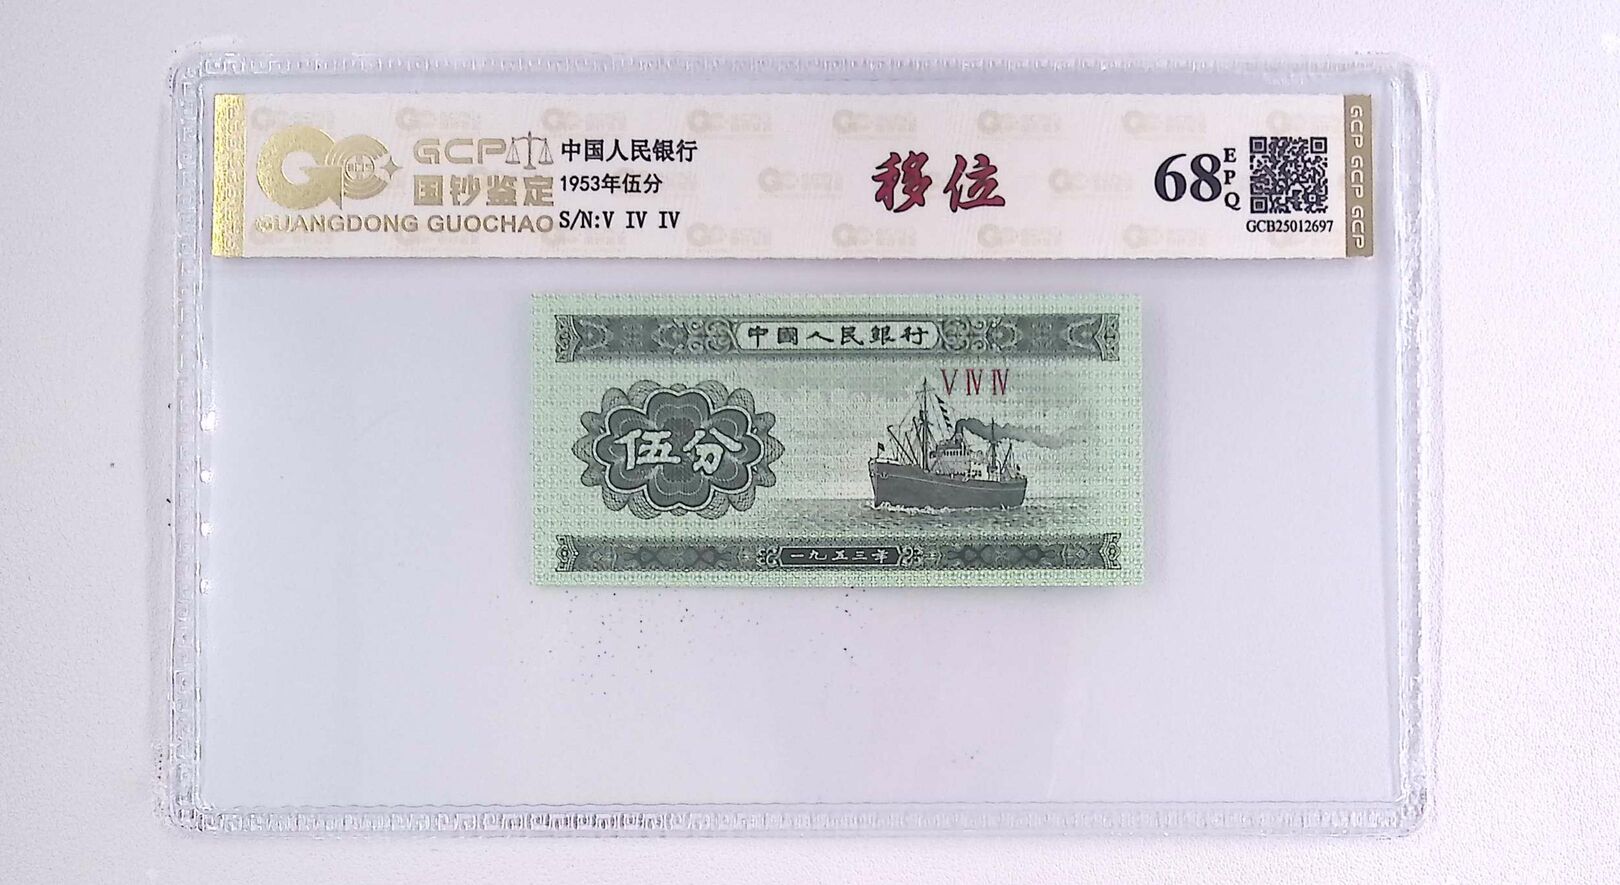 GCP
国钞鉴定
GUANGDONG GUOCHAO
中国人民银行
1953年伍分
S/N:V IV IV
移位
68
EPQ
GCB25012697
GCP GCP GCP
中國人民銀行
V IV IV
伍分
一九五三年